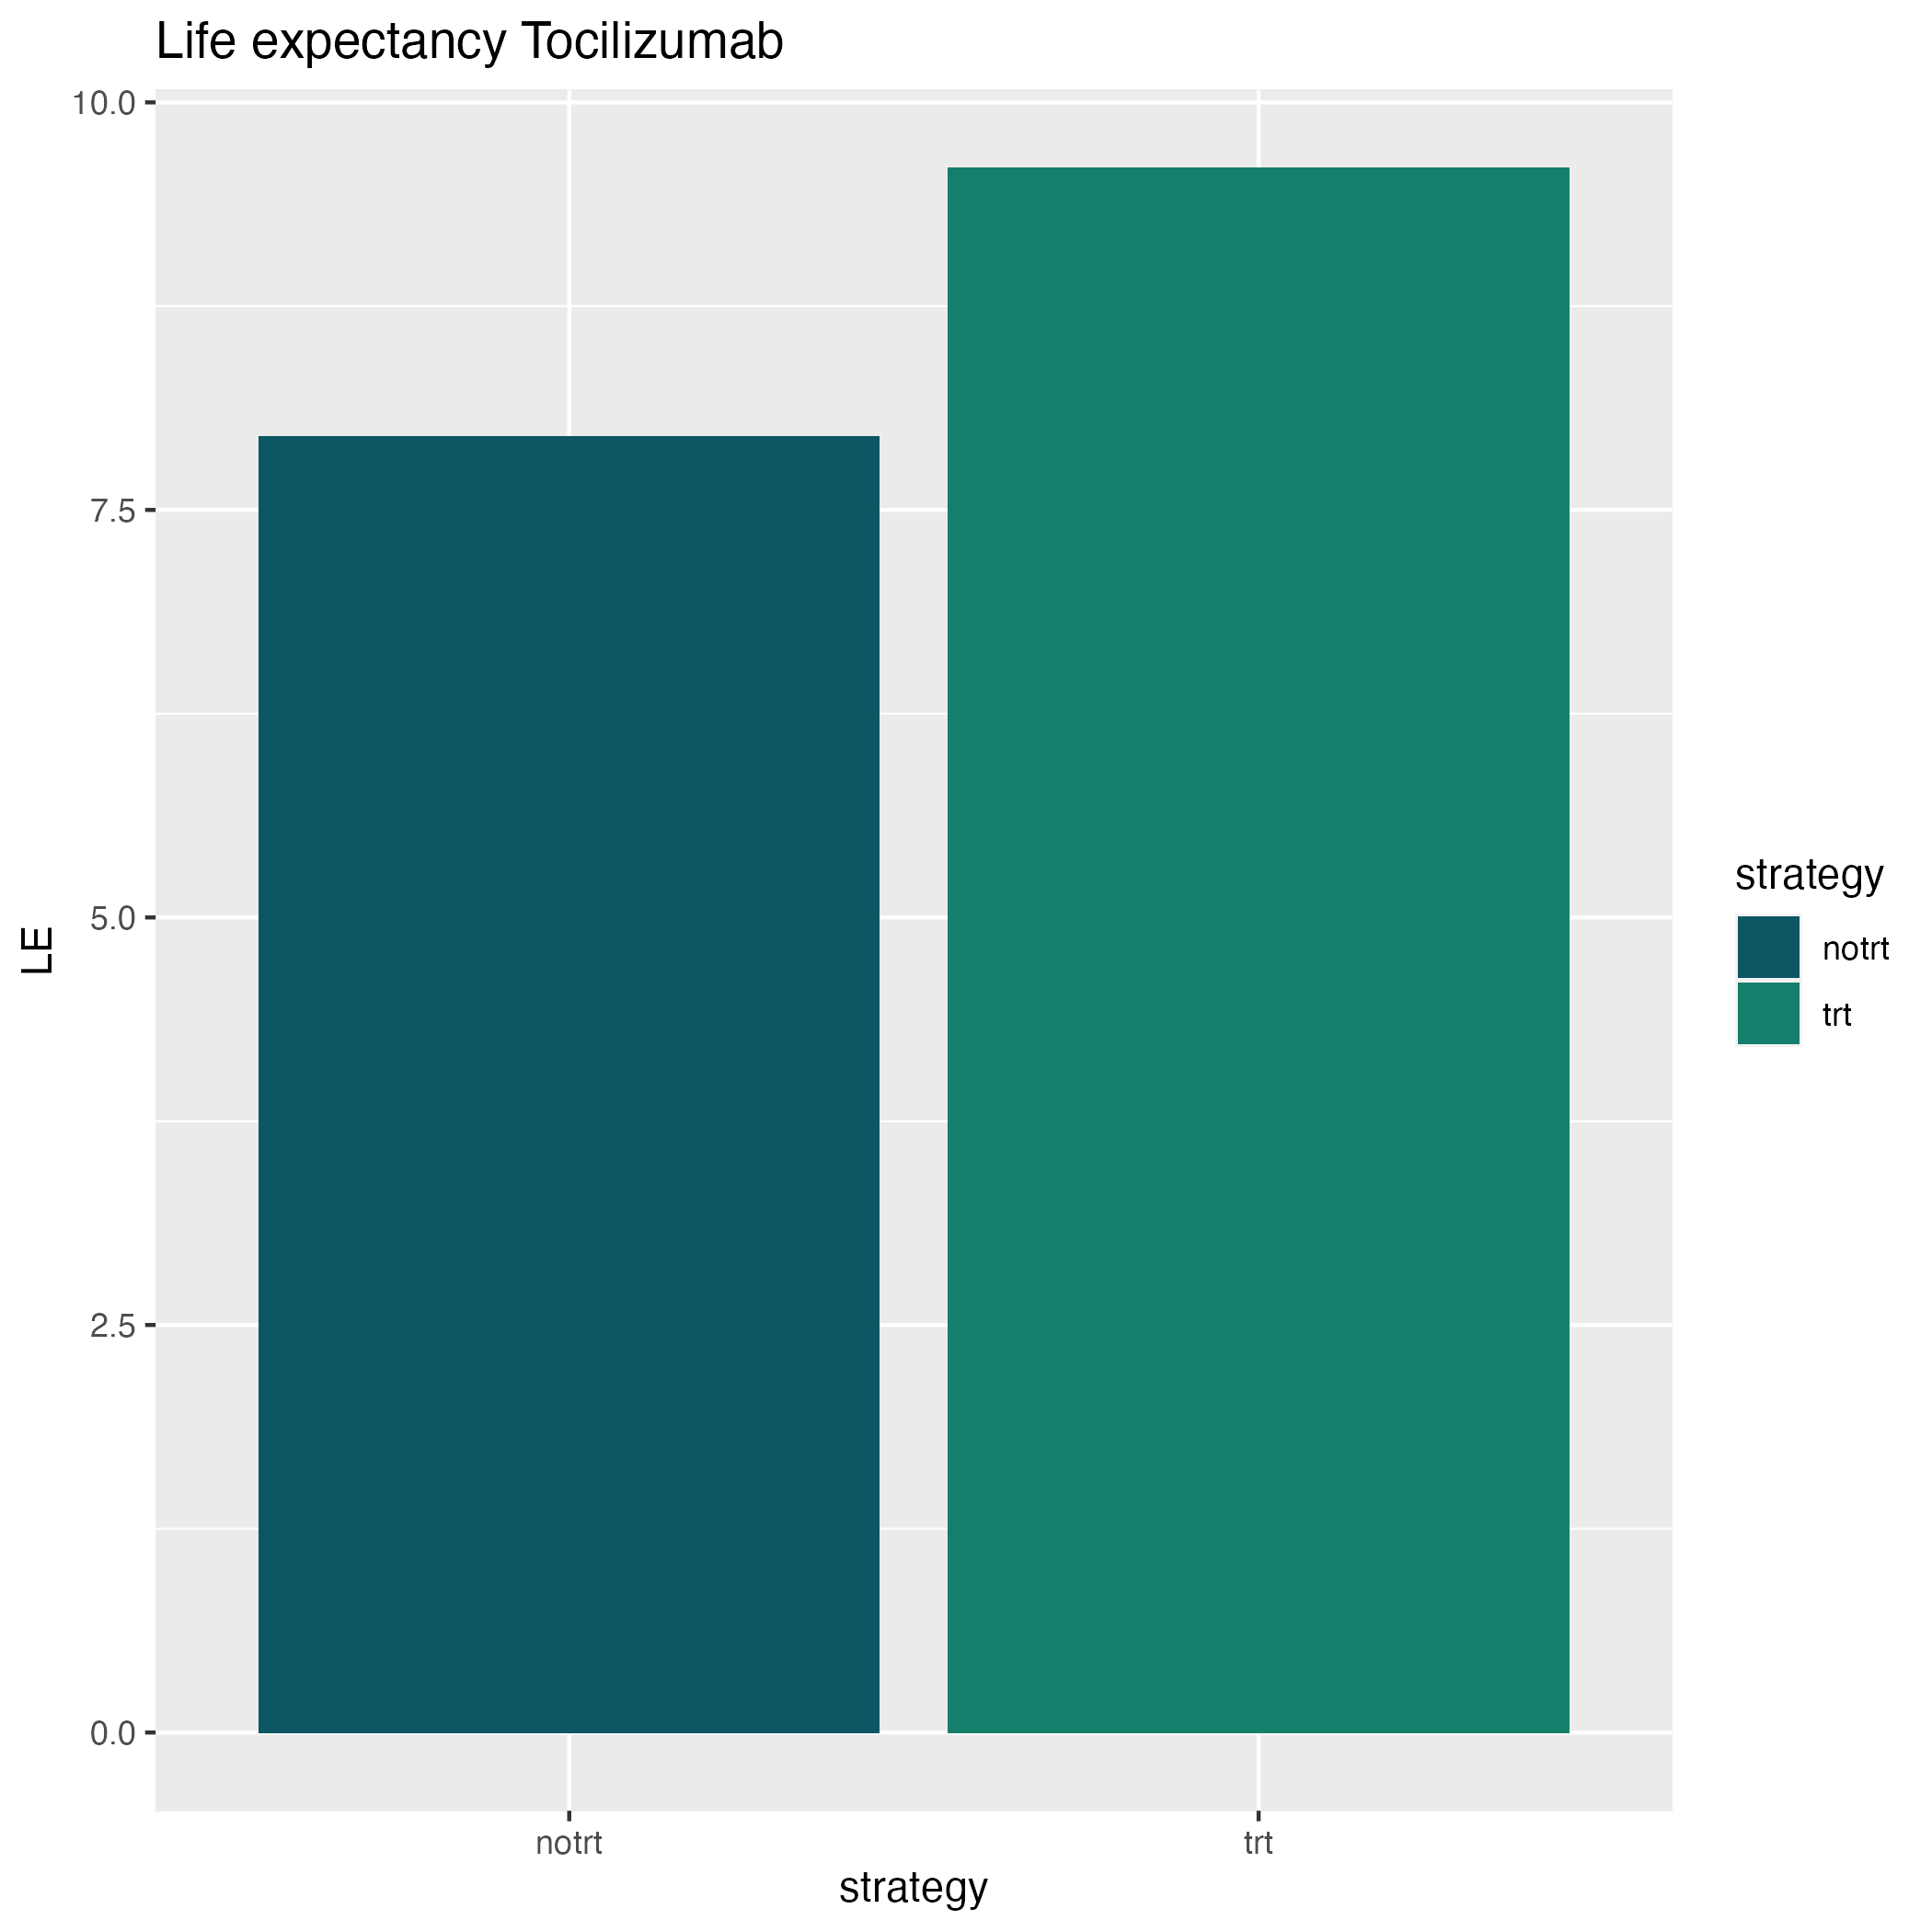 Life expectancy Tocilizumab
10.0
7.5
5.0
2.5
0.0
LE
notrt
trt
strategy
strategy
notrt
trt